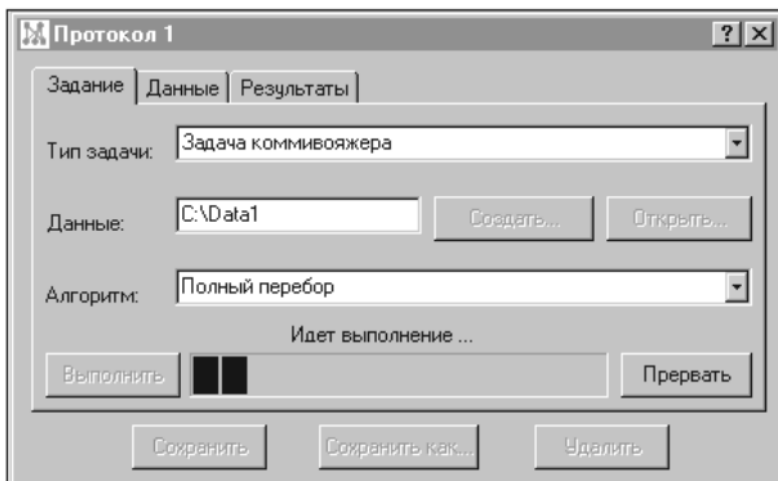 Протокол 1
Задание Данные Результаты
Тип задачи: Задача коммивояжера
Данные: C:\Data1 Создать... Открыть...
Алгоритм: Полный перебор
Идет выполнение ...
Выполнить Прервать
Сохранить Сохранить как... Удалить